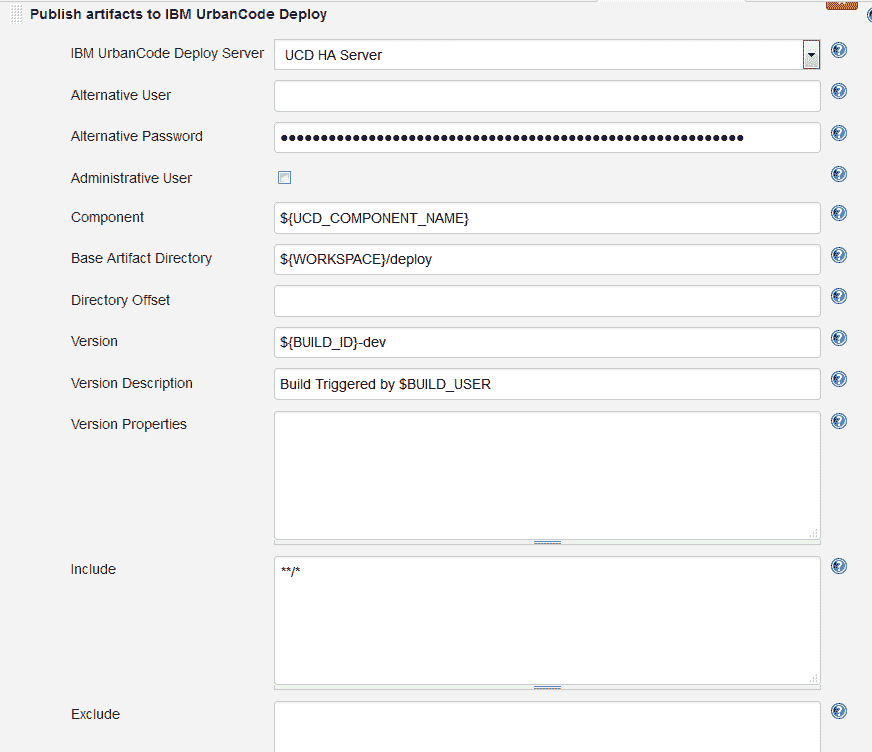 Publish artifacts to IBM UrbanCode Deploy
IBM UrbanCode Deploy Server UCD HA Server
Alternative User
Alternative Password ••••••••••••••••••••••••••••••••••••••••••••••••••••••••••
Administrative User
Component ${UCD_COMPONENT_NAME}
Base Artifact Directory ${WORKSPACE}/deploy
Directory Offset
Version ${BUILD_ID}-dev
Version Description Build Triggered by $BUILD_USER
Version Properties
Include **/*
Exclude